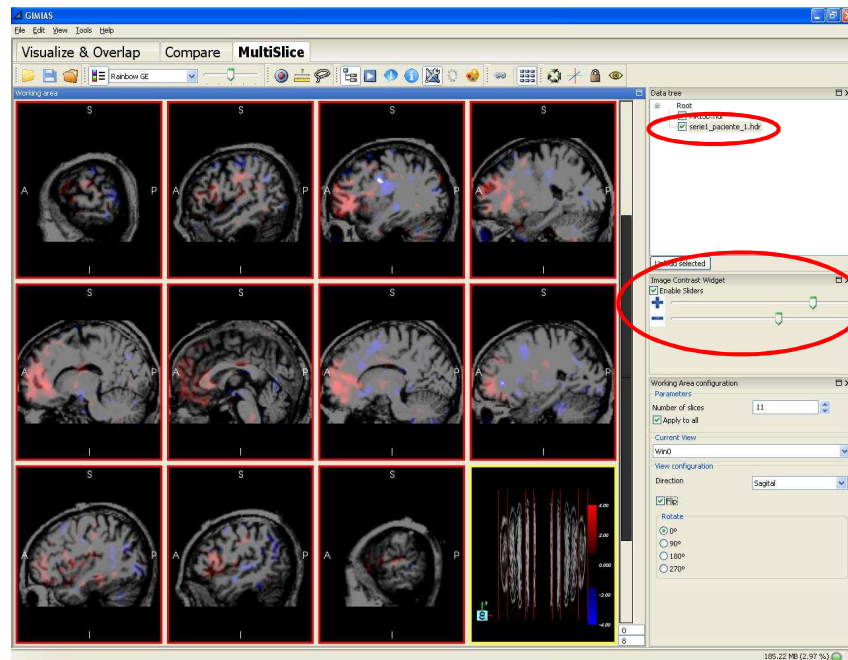 GIMIAS
File Edit View Tools Help
Visualize & Overlap Compare MultiSlice
Rainbow GE
Working area
S S S S
A P A P A P A P
I I I I
S S S S
A P A P A P A P
I I I I
S S S
A P A P A P
I I I
4.00
2.00
0.000
-2.00
-4.00
0
8
Data tree
Root
serie1_paciente_1.hdr
selected
Image Contrast Widget
Enable Sliders
Working Area configuration
Parameters
Number of slices 11
Apply to all
Current View
Win0
View configuration
Direction Sagital
Flip
Rotate
0º
90º
180º
270º
185.22 MB (2.97 %)